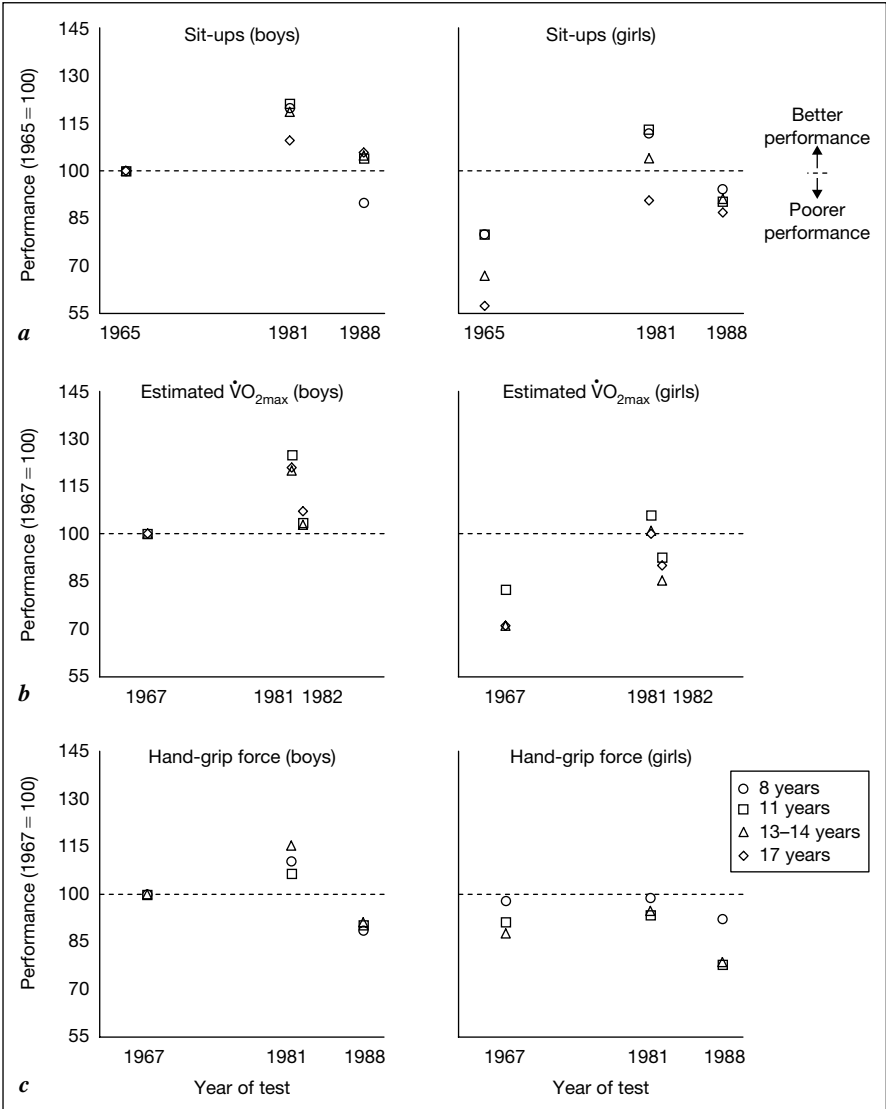 Sit-ups (boys)
Sit-ups (girls)
Performance (1965 = 100)
145
130
115
100
85
70
55
Better
performance
Poorer
performance
a
1965
1981
1988
1965
1981
1988
Estimated V̇O2max (boys)
Estimated V̇O2max (girls)
Performance (1967 = 100)
145
130
115
100
85
70
55
b
1967
1981 1982
1967
1981 1982
Hand-grip force (boys)
Hand-grip force (girls)
Performance (1967 = 100)
145
130
115
100
85
70
55
8 years
11 years
13–14 years
17 years
1967
1981
1988
1967
1981
1988
c
Year of test
Year of test